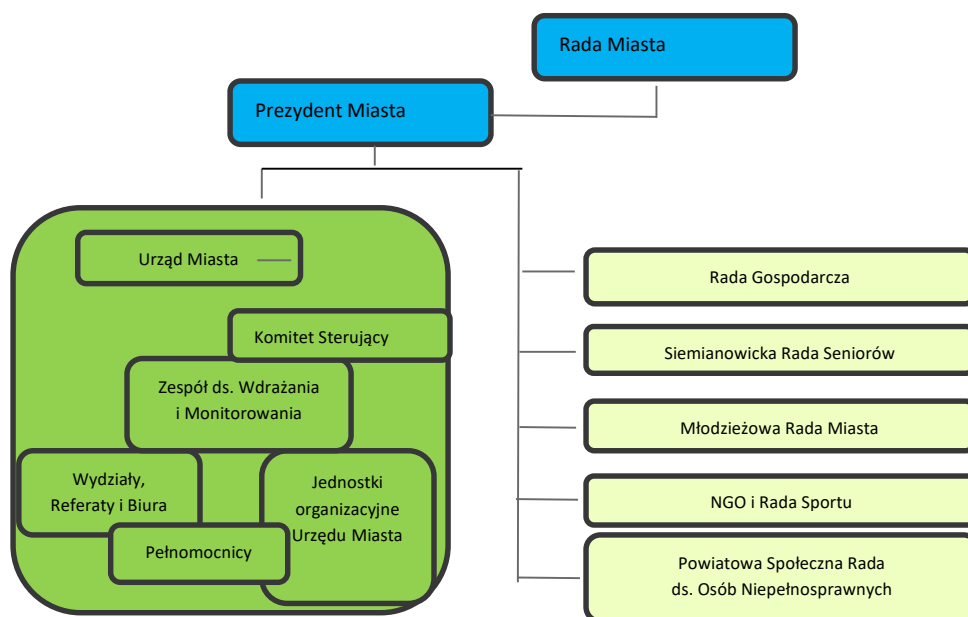 Rada Miasta
Prezydent Miasta
Urząd Miasta
Komitet Sterujący
Zespół ds. Wdrażania
i Monitorowania
Wydziały,
Referaty i Biura
Jednostki
organizacyjne
Urzędu Miasta
Pełnomocnicy
Rada Gospodarcza
Siemianowicka Rada Seniorów
Młodzieżowa Rada Miasta
NGO i Rada Sportu
Powiatowa Społeczna Rada
ds. Osób Niepełnosprawnych